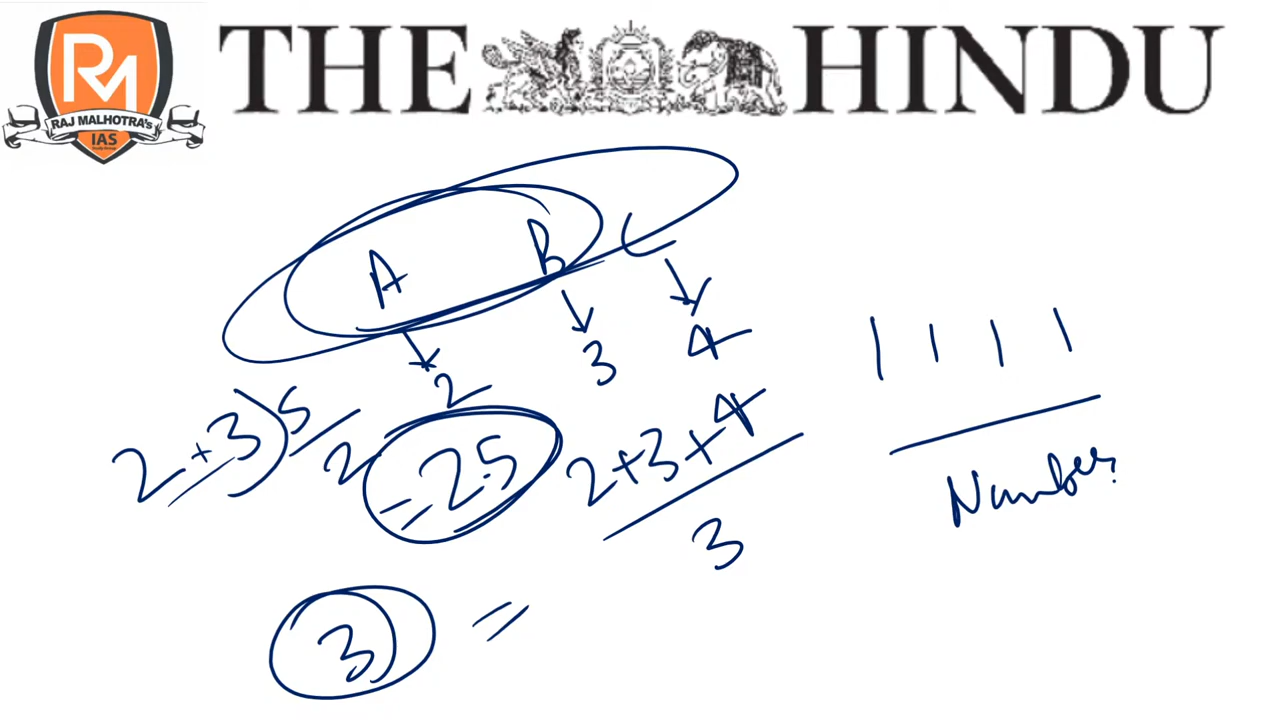 RM
RAJ MALHOTRA'S
IAS
THE HINDU
A B C
2 3 4
2+3) 5
2 = 2.5
2+3+4
3
1 1 1 1
Number
3 =